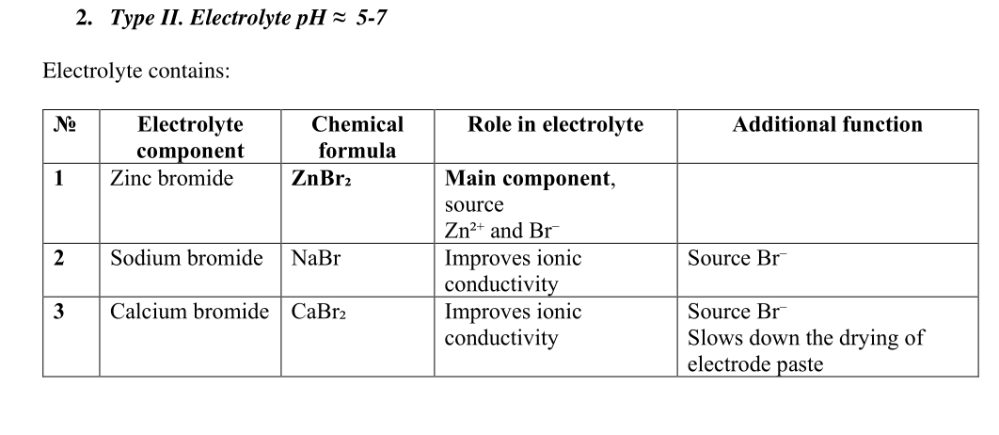 2. Type II. Electrolyte pH ≈ 5-7
Electrolyte contains:
№ Electrolyte component Chemical formula Role in electrolyte Additional function
1 Zinc bromide ZnBr₂ Main component, source Zn²⁺ and Br⁻
2 Sodium bromide NaBr Improves ionic conductivity Source Br⁻
3 Calcium bromide CaBr₂ Improves ionic conductivity Source Br⁻ Slows down the drying of electrode paste